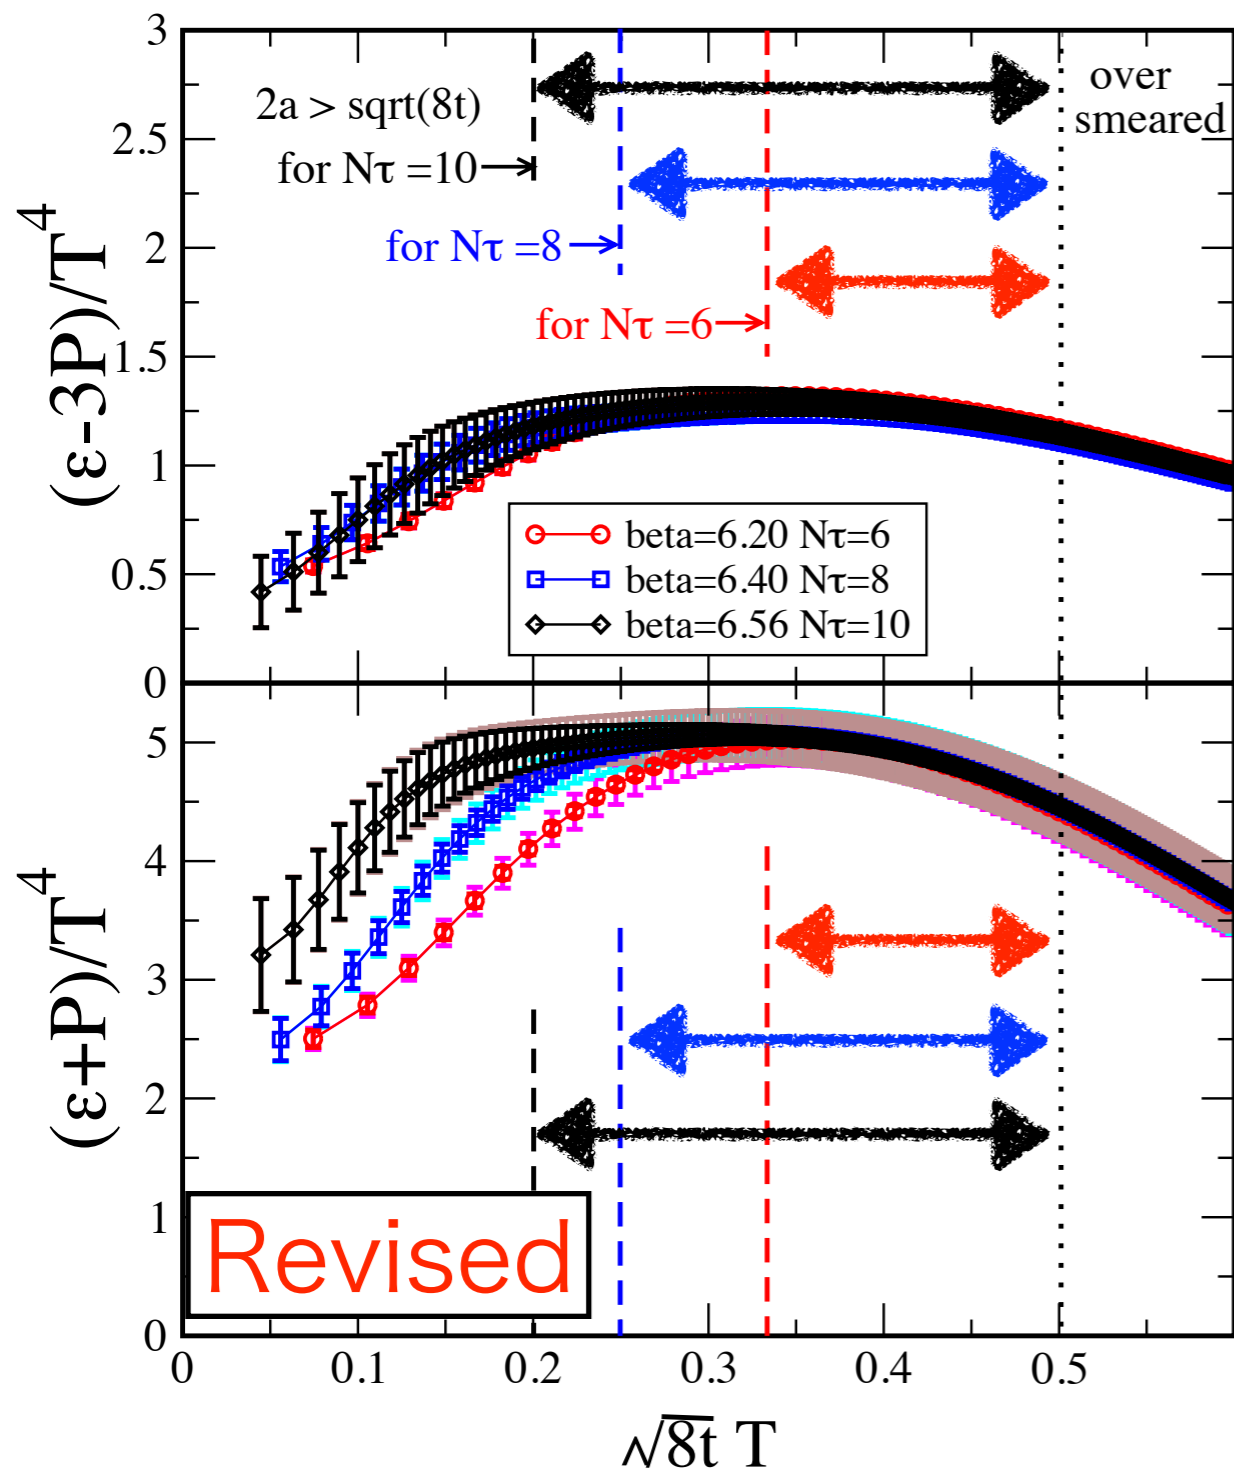 3
2.5
2
1.5
1
0.5
0
(ε-3P)/T^4
2a > sqrt(8t)
for Nτ =10
for Nτ =8
for Nτ =6
over
smeared
beta=6.20 Nτ=6
beta=6.40 Nτ=8
beta=6.56 Nτ=10
5
4
3
2
1
0
(ε+P)/T^4
Revised
0 0.1 0.2 0.3 0.4 0.5
√8t T